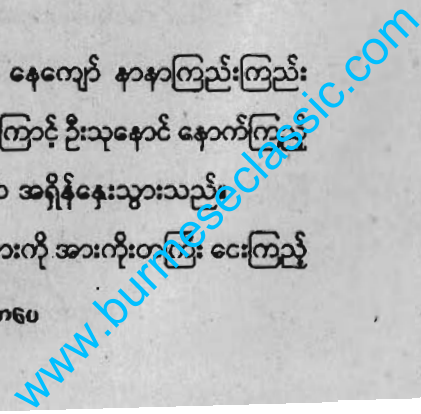 နေကျော် နာနာကြည်းကြည်း
ကြောင့် ဦးသုနောင် နောက်ကြည့်
အရှိန်နှေးသွားသည်။
ားကို အားကိုးတကြီး ငေးကြည့်
ာပေ
www.burmeseclassic.com